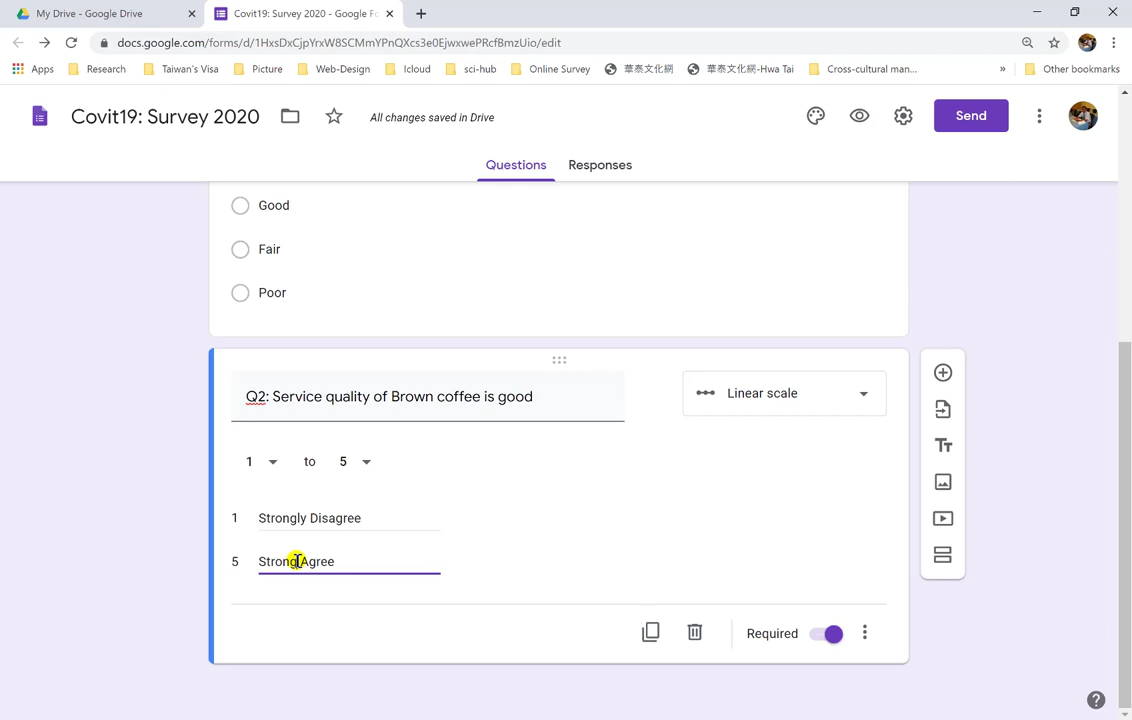 My Drive - Google Drive
Covit19: Survey 2020 - Google Fo
docs.google.com/forms/d/1HxsDxCjpYrxW8SCMmYPnQXcs3e0EjwxwePRcfBmzUio/edit
Apps Research Taiwan's Visa Picture Web-Design Icloud sci-hub Online Survey 華泰文化網 華泰文化網-Hwa Tai Cross-cultural man... » Other bookmarks
Covit19: Survey 2020 All changes saved in Drive Send
Questions Responses
Good
Fair
Poor
Q2: Service quality of Brown coffee is good Linear scale
1 to 5
1 Strongly Disagree
5 Strong Agree
Required